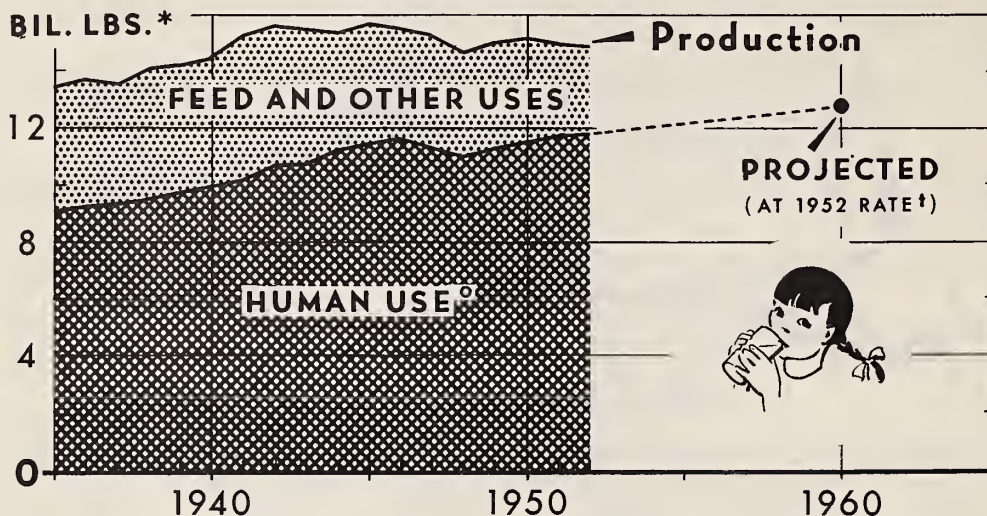 BIL. LBS.*
Production
FEED AND OTHER USES
12
PROJECTED
(AT 1952 RATE†)
8
HUMAN USE°
4
0
1940 1950 1960